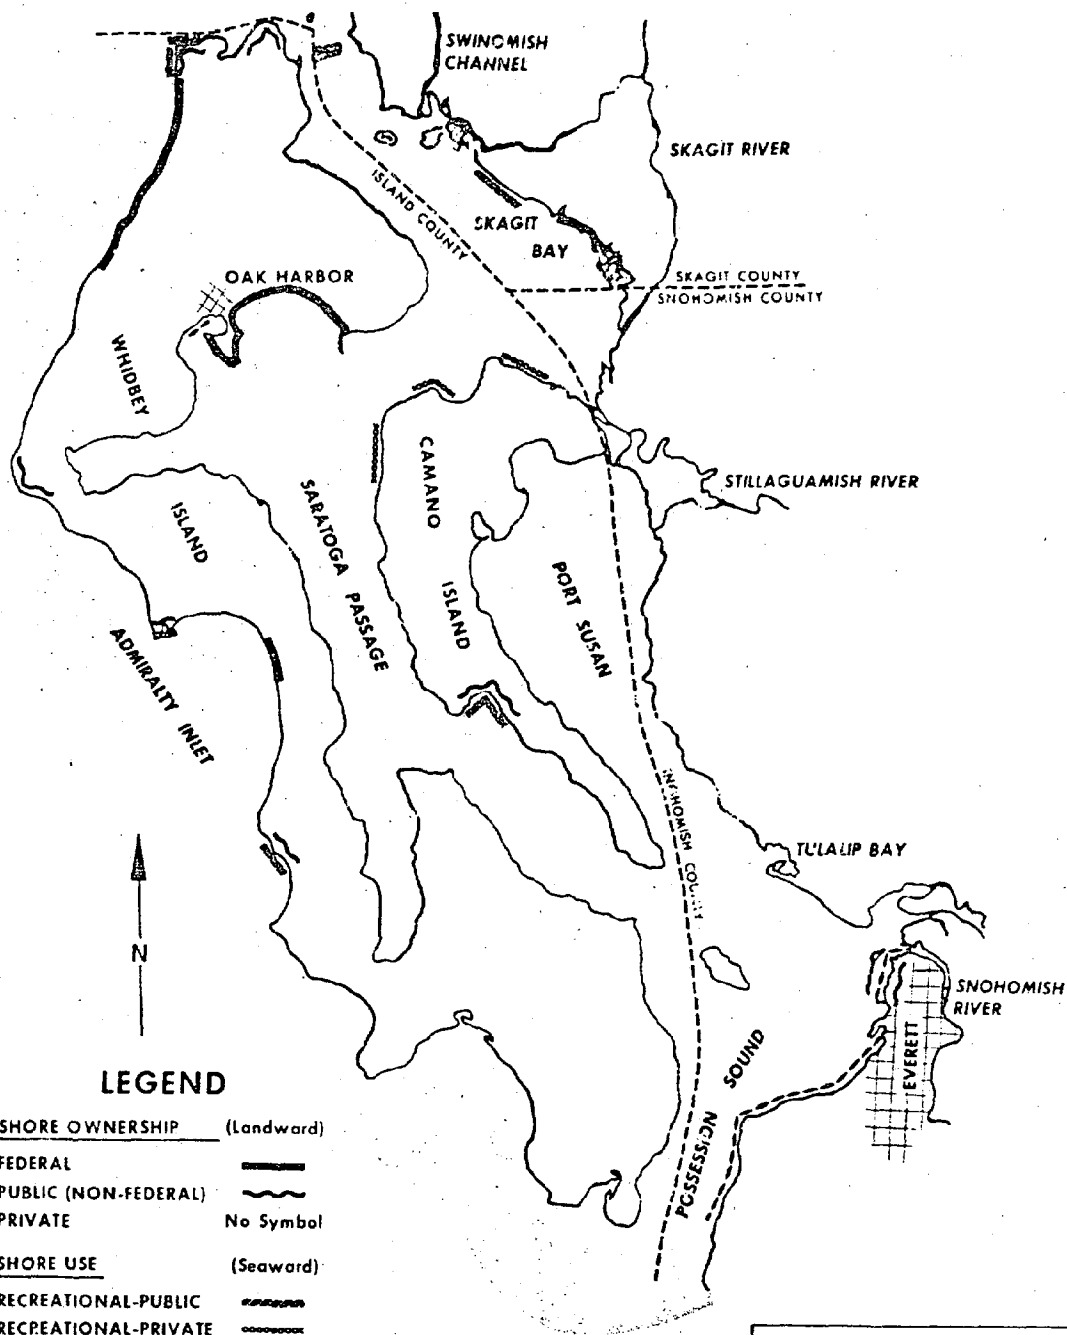 SWINOMISH
CHANNEL
SKAGIT RIVER
ISLAND COUNTY
SKAGIT
BAY
SKAGIT COUNTY
SNOHOMISH COUNTY
OAK HARBOR
WHIDBEY
ISLAND
CAMANO
ISLAND
SARATOGA PASSAGE
STILLAGUAMISH RIVER
PORT SUSAN
ADMIRALTY INLET
SNOHOMISH COUNTY
TULALIP BAY
N
SNOHOMISH
RIVER
EVERETT
POSSESSION SOUND
LEGEND
SHORE OWNERSHIP (Landward)
FEDERAL
PUBLIC (NON-FEDERAL)
PRIVATE No Symbol
SHORE USE (Seaward)
RECREATIONAL-PUBLIC
RECREATIONAL-PRIVATE